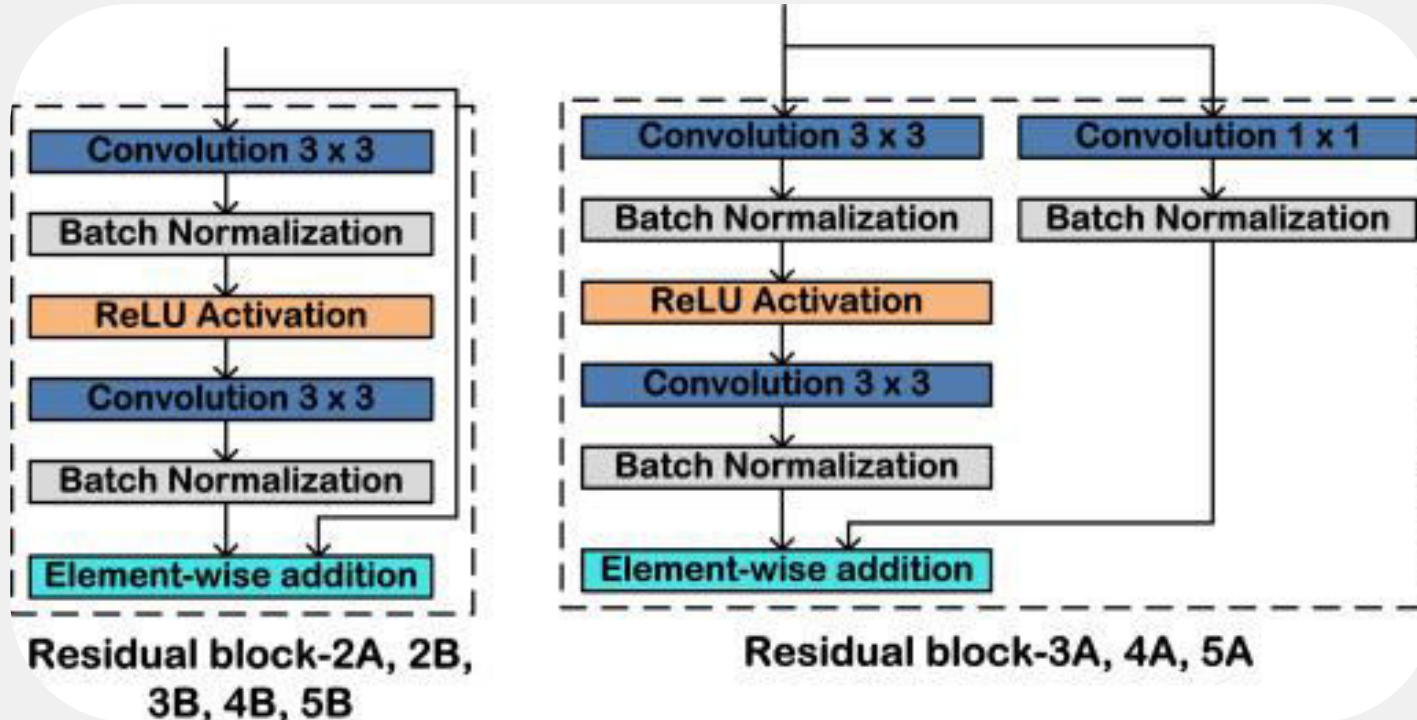 Convolution 3 x 3
Batch Normalization
ReLU Activation
Convolution 3 x 3
Batch Normalization
Element-wise addition
Residual block-2A, 2B,
3B, 4B, 5B
Convolution 3 x 3
Batch Normalization
ReLU Activation
Convolution 3 x 3
Batch Normalization
Element-wise addition
Convolution 1 x 1
Batch Normalization
Residual block-3A, 4A, 5A